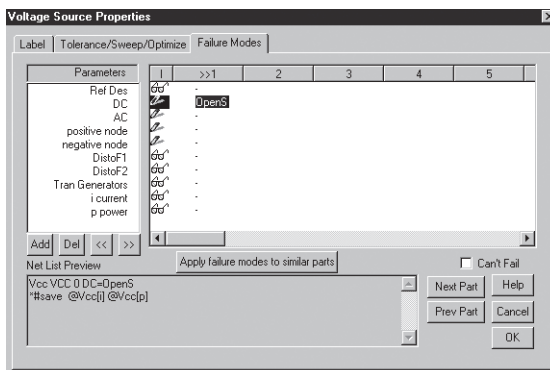 Voltage Source Properties
Label Tolerance/Sweep/Optimize Failure Modes
Parameters I >>1 2 3 4 5
Ref Des -
DC OpenS
AC -
positive node -
negative node -
DistoF1 -
DistoF2 -
Tran Generators -
i current -
p power -
Add Del << >>
Apply failure modes to similar parts
Can't Fail
Net List Preview
Vcc VCC 0 DC=OpenS
*#save @Vcc[i] @Vcc[p]
Next Part Help
Prev Part Cancel
OK